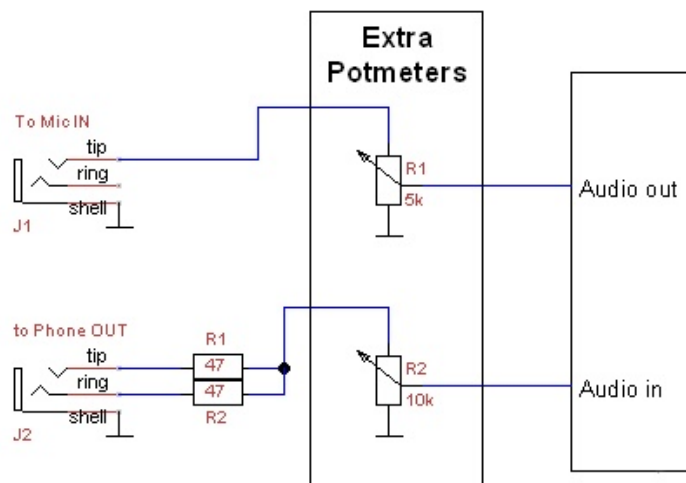 Extra
Potmeters
To Mic IN
tip
ring
shell
J1
R1
5k
Audio out
to Phone OUT
tip
ring
shell
J2
R1
47
47
R2
R2
10k
Audio in